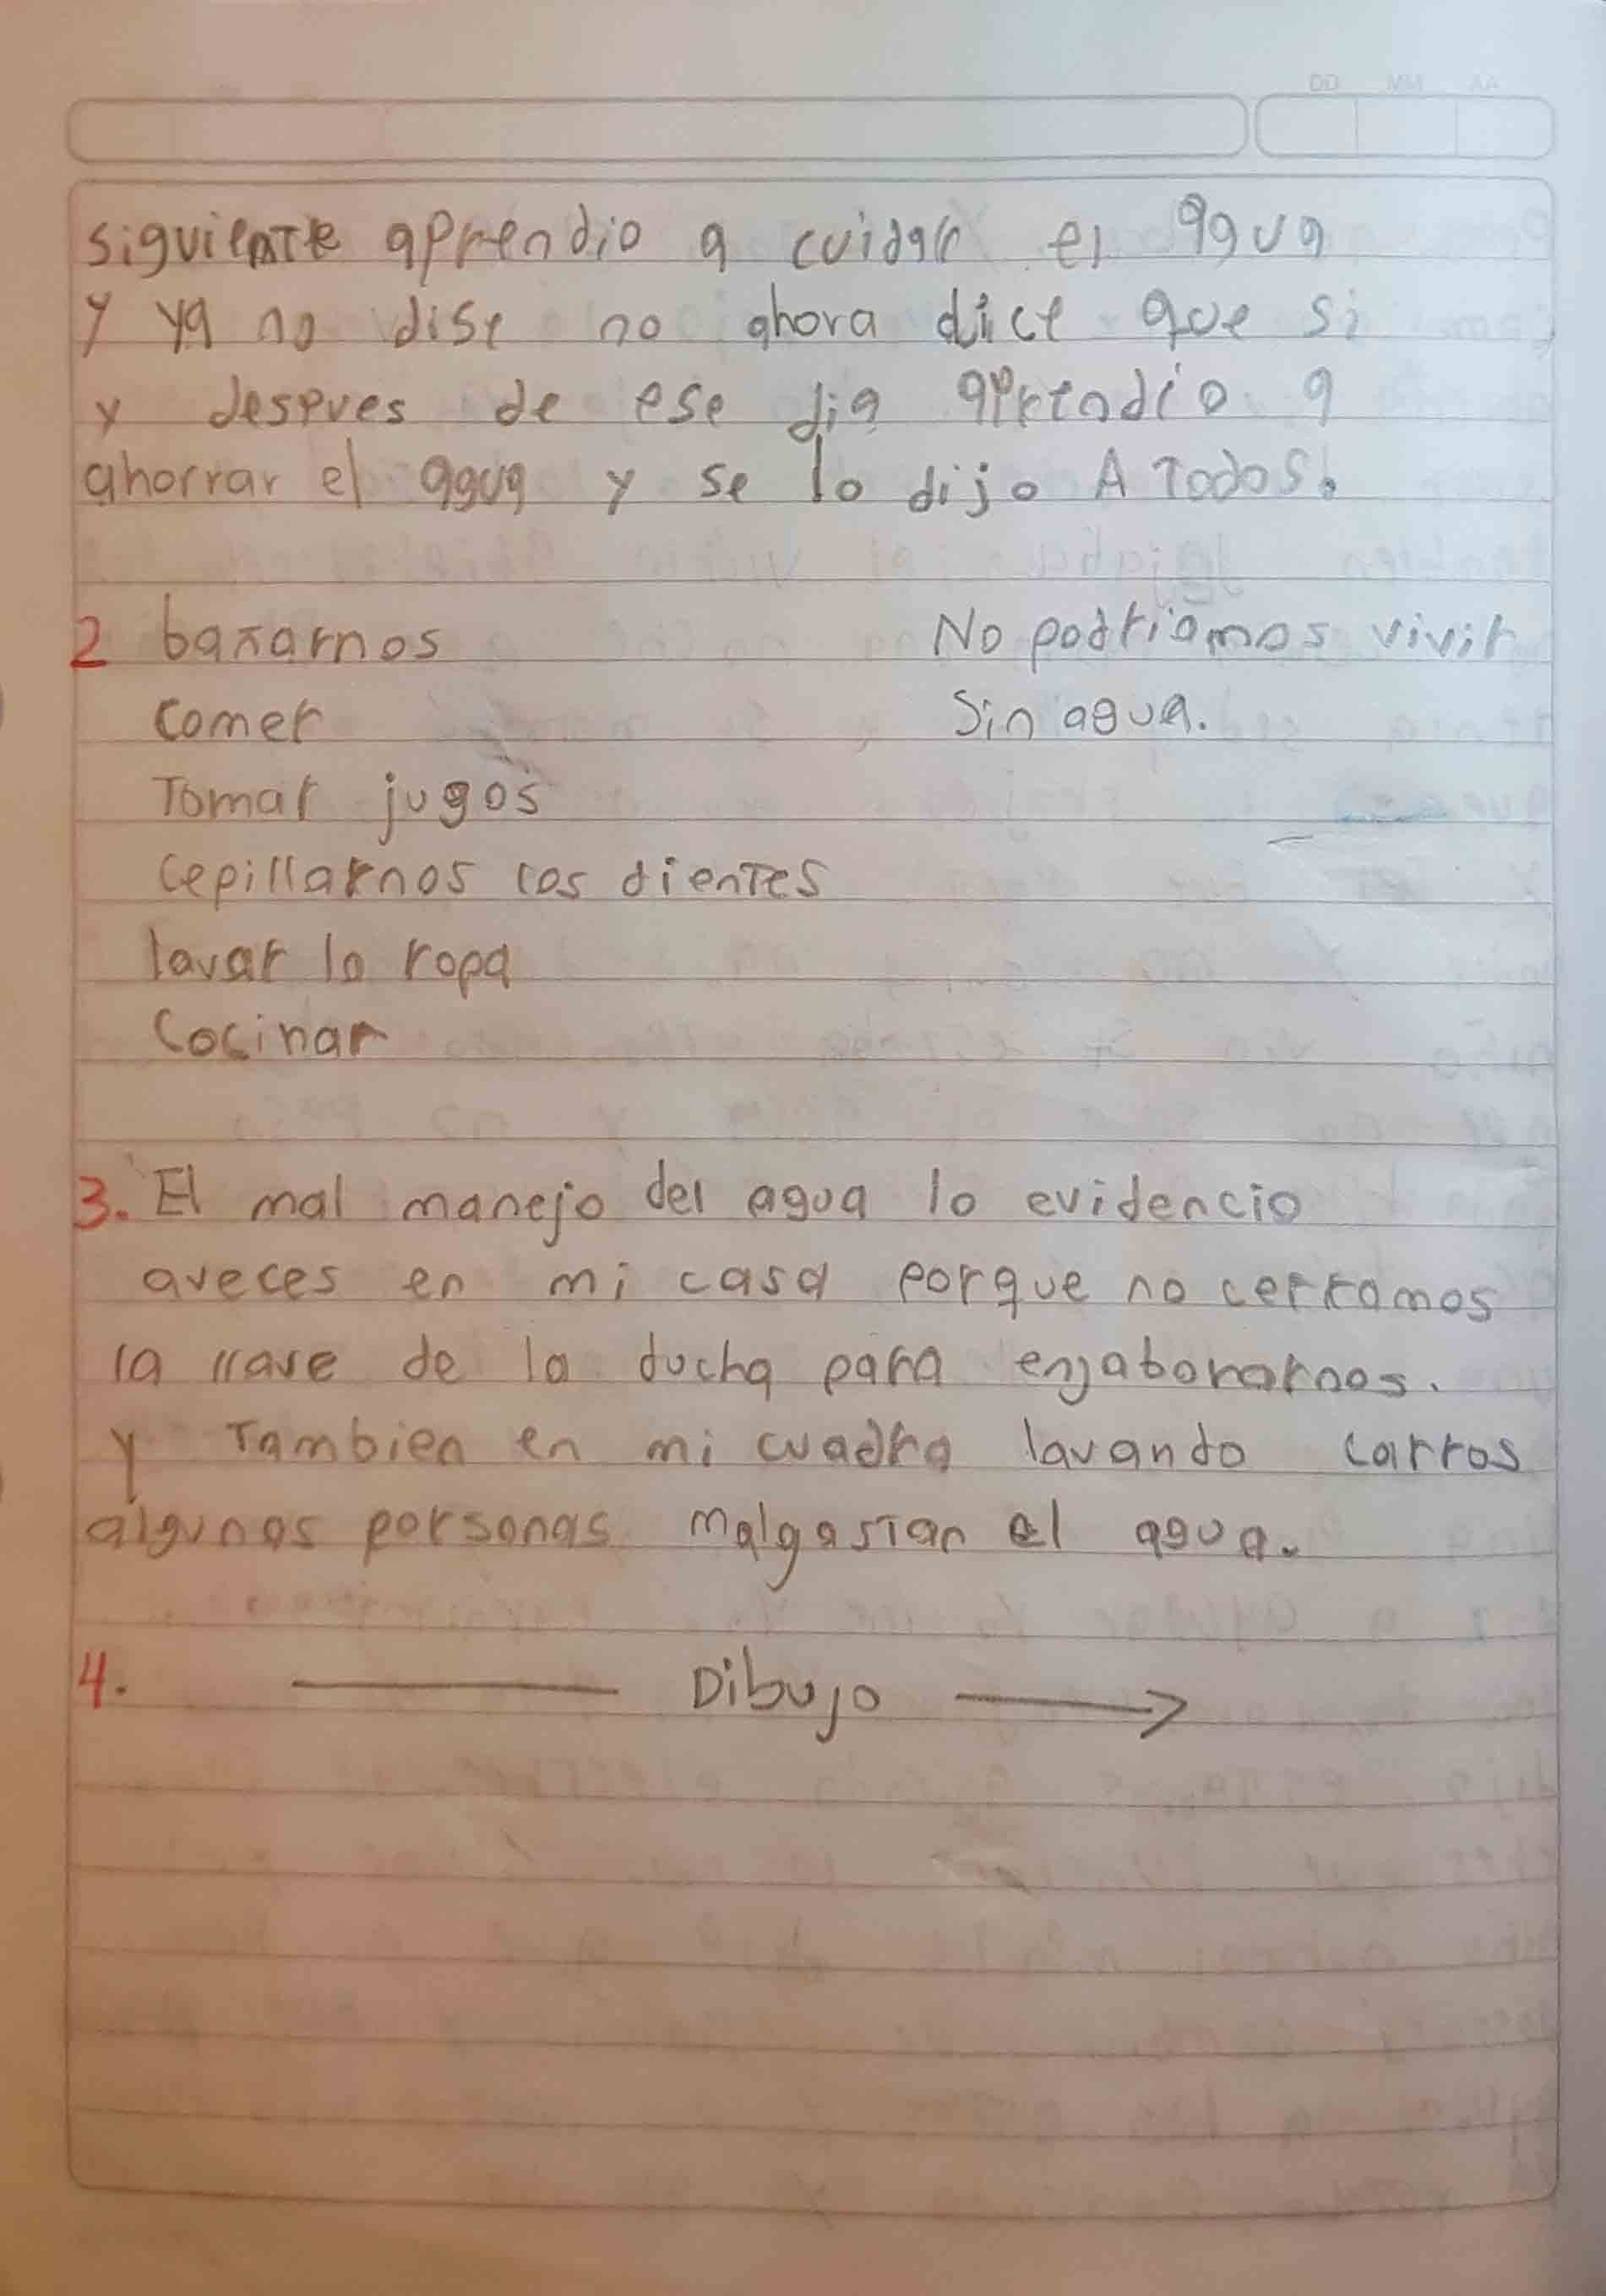 siguiente aprendio a cuidar el agua
y ya no dise no ahora dice que si
y despues de ese dia aprendio a
ahorrar el agua y se lo dijo A Todos.
2 bañarnos No podriamos vivir
comer Sin agua.
Tomar jugos
cepillarnos los dientes
lavar la ropa
Cocinar
3. El mal manejo del agua lo evidencio
aveces en mi casa porque no cerramos
la llave de la ducha para enjabonarnos.
y Tambien en mi cuadra lavando carros
algunas personas malgastan el agua.
4. Dibujo